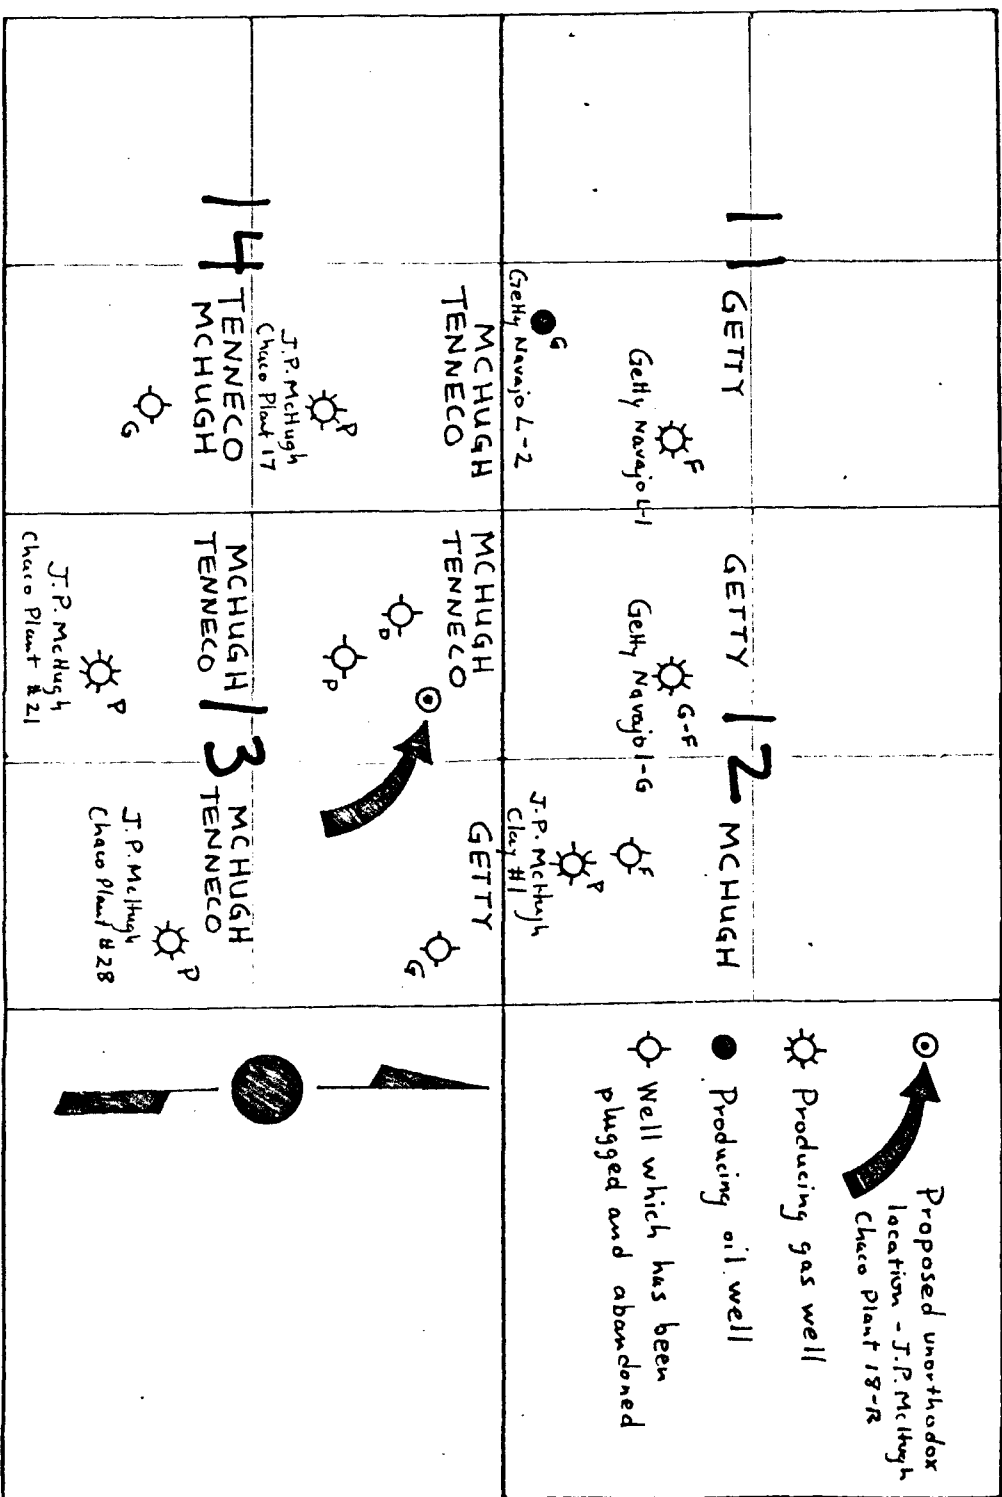 11
GETTY
Getty Navajo L-1
F
Getty Navajo L-2
G
GETTY
12
MCHUGH
Getty Navajo 1-G
G-F
F
P
J.P. McHugh
Clay #1
14
MCHUGH
TENNECO
J.P. McHugh
Chaco Plant 17
P
TENNECO
MCHUGH
G
MCHUGH
TENNECO
D
P
GETTY
G
MCHUGH
TENNECO
13
MCHUGH
TENNECO
J.P. McHugh
Chaco Plant #21
P
J.P. McHugh
Chaco Plant #28
P
Proposed unorthodox
location - J.P. McHugh
Chaco Plant 18-R
Producing gas well
Producing oil well
Well which has been
plugged and abandoned